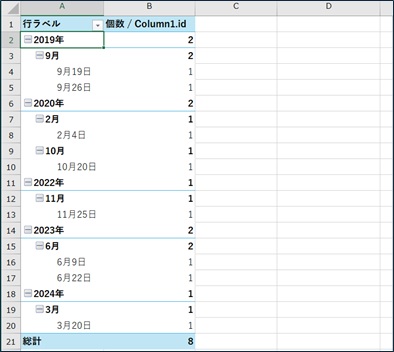 A B C D
1 行ラベル 個数 / Column1.id
2 2019年 2
3 9月 2
4 9月19日 1
5 9月26日 1
6 2020年 2
7 2月 1
8 2月4日 1
9 10月 1
10 10月20日 1
11 2022年 1
12 11月 1
13 11月25日 1
14 2023年 2
15 6月 2
16 6月9日 1
17 6月22日 1
18 2024年 1
19 3月 1
20 3月20日 1
21 総計 8